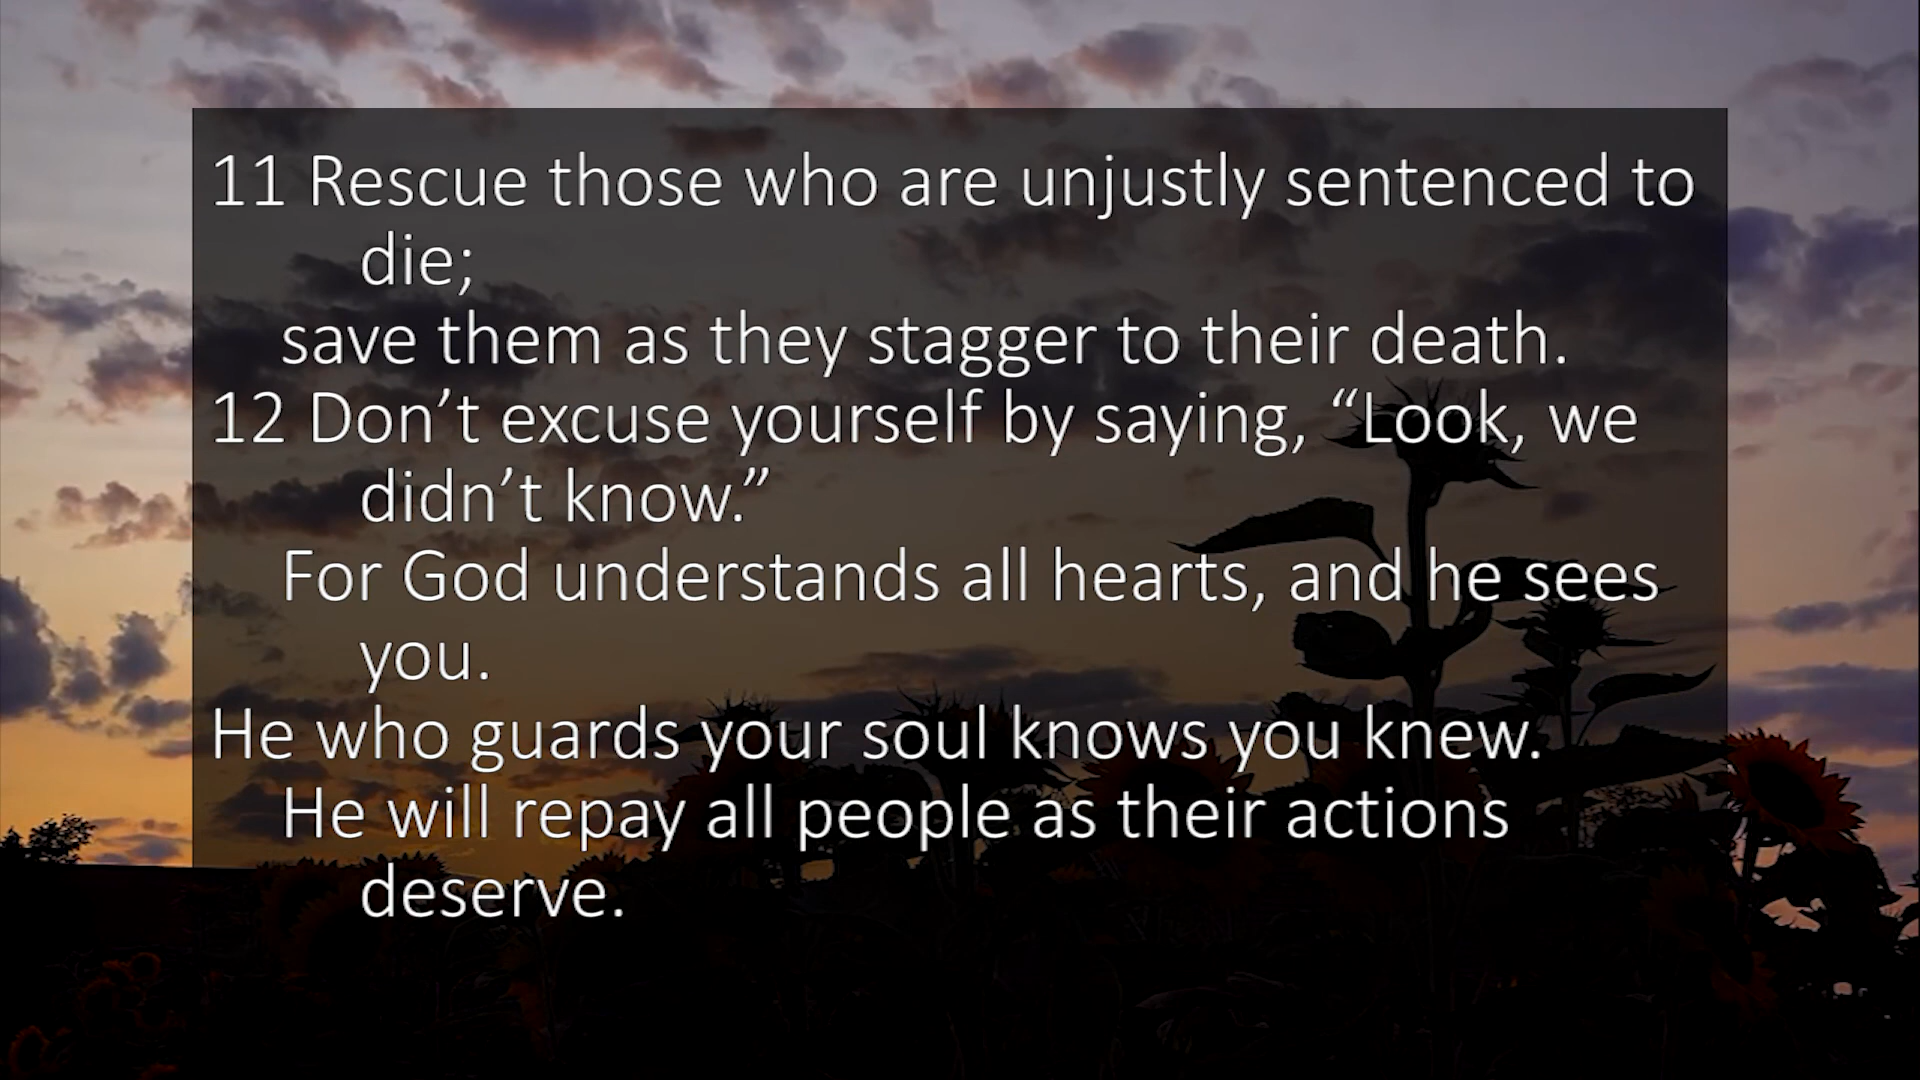 11 Rescue those who are unjustly sentenced to
die;
save them as they stagger to their death.
12 Don’t excuse yourself by saying, “Look, we
didn’t know.”
For God understands all hearts, and he sees
you.
He who guards your soul knows you knew.
He will repay all people as their actions
deserve.